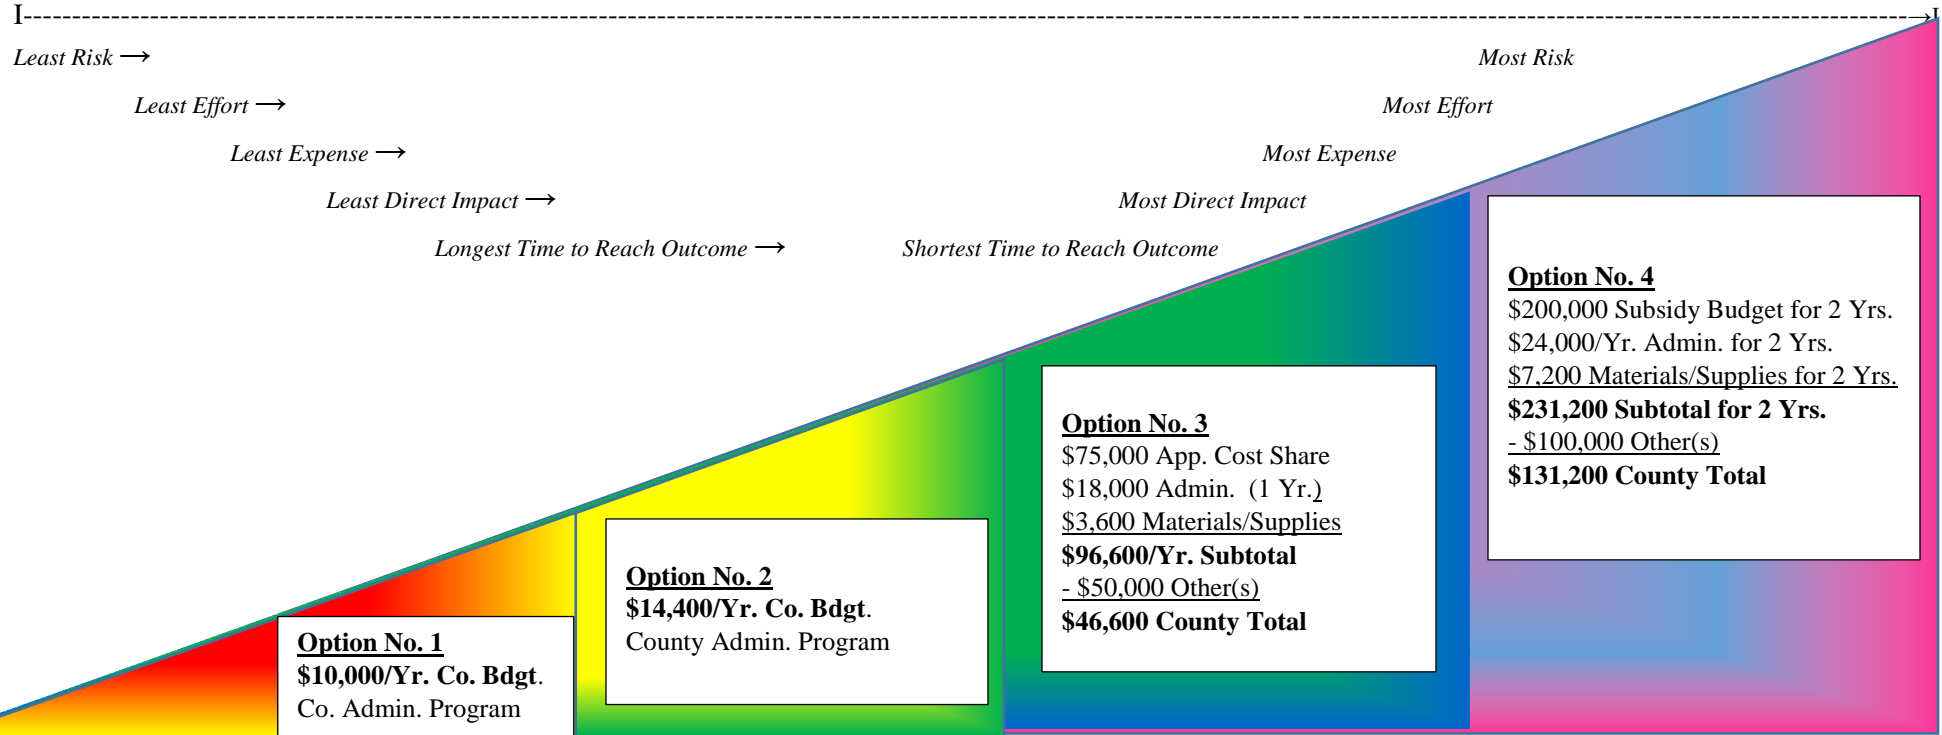 I-----------------------------------------------------------------------------------------------------------------------------------→I
Least Risk → Most Risk
Least Effort → Most Effort
Least Expense → Most Expense
Least Direct Impact → Most Direct Impact
Longest Time to Reach Outcome → Shortest Time to Reach Outcome
Option No. 1
$10,000/Yr. Co. Bdgt.
Co. Admin. Program
Option No. 2
$14,400/Yr. Co. Bdgt.
County Admin. Program
Option No. 3
$75,000 App. Cost Share
$18,000 Admin. (1 Yr.)
$3,600 Materials/Supplies
$96,600/Yr. Subtotal
- $50,000 Other(s)
$46,600 County Total
Option No. 4
$200,000 Subsidy Budget for 2 Yrs.
$24,000/Yr. Admin. for 2 Yrs.
$7,200 Materials/Supplies for 2 Yrs.
$231,200 Subtotal for 2 Yrs.
- $100,000 Other(s)
$131,200 County Total